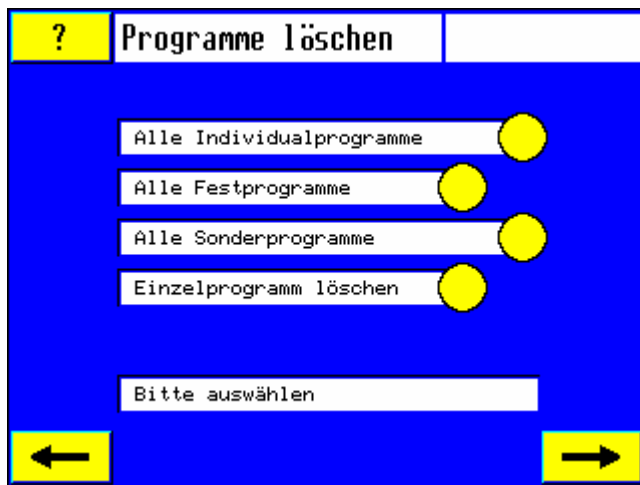 ?
Programme löschen
Alle Individualprogramme
Alle Festprogramme
Alle Sonderprogramme
Einzelprogramm löschen
Bitte auswählen